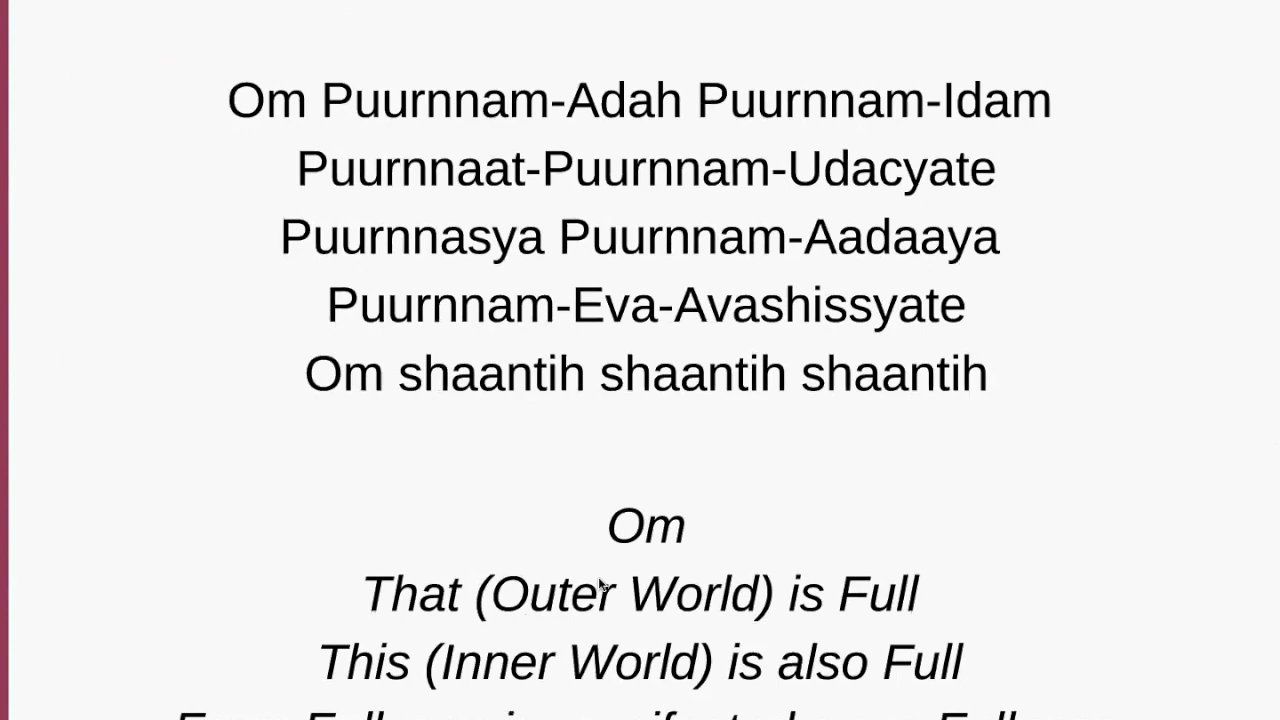 Om Puurnnam-Adah Puurnnam-Idam
Puurnnaat-Puurnnam-Udacyate
Puurnnasya Puurnnam-Aadaaya
Puurnnam-Eva-Avashissyate
Om shaantih shaantih shaantih
Om
That (Outer World) is Full
This (Inner World) is also Full